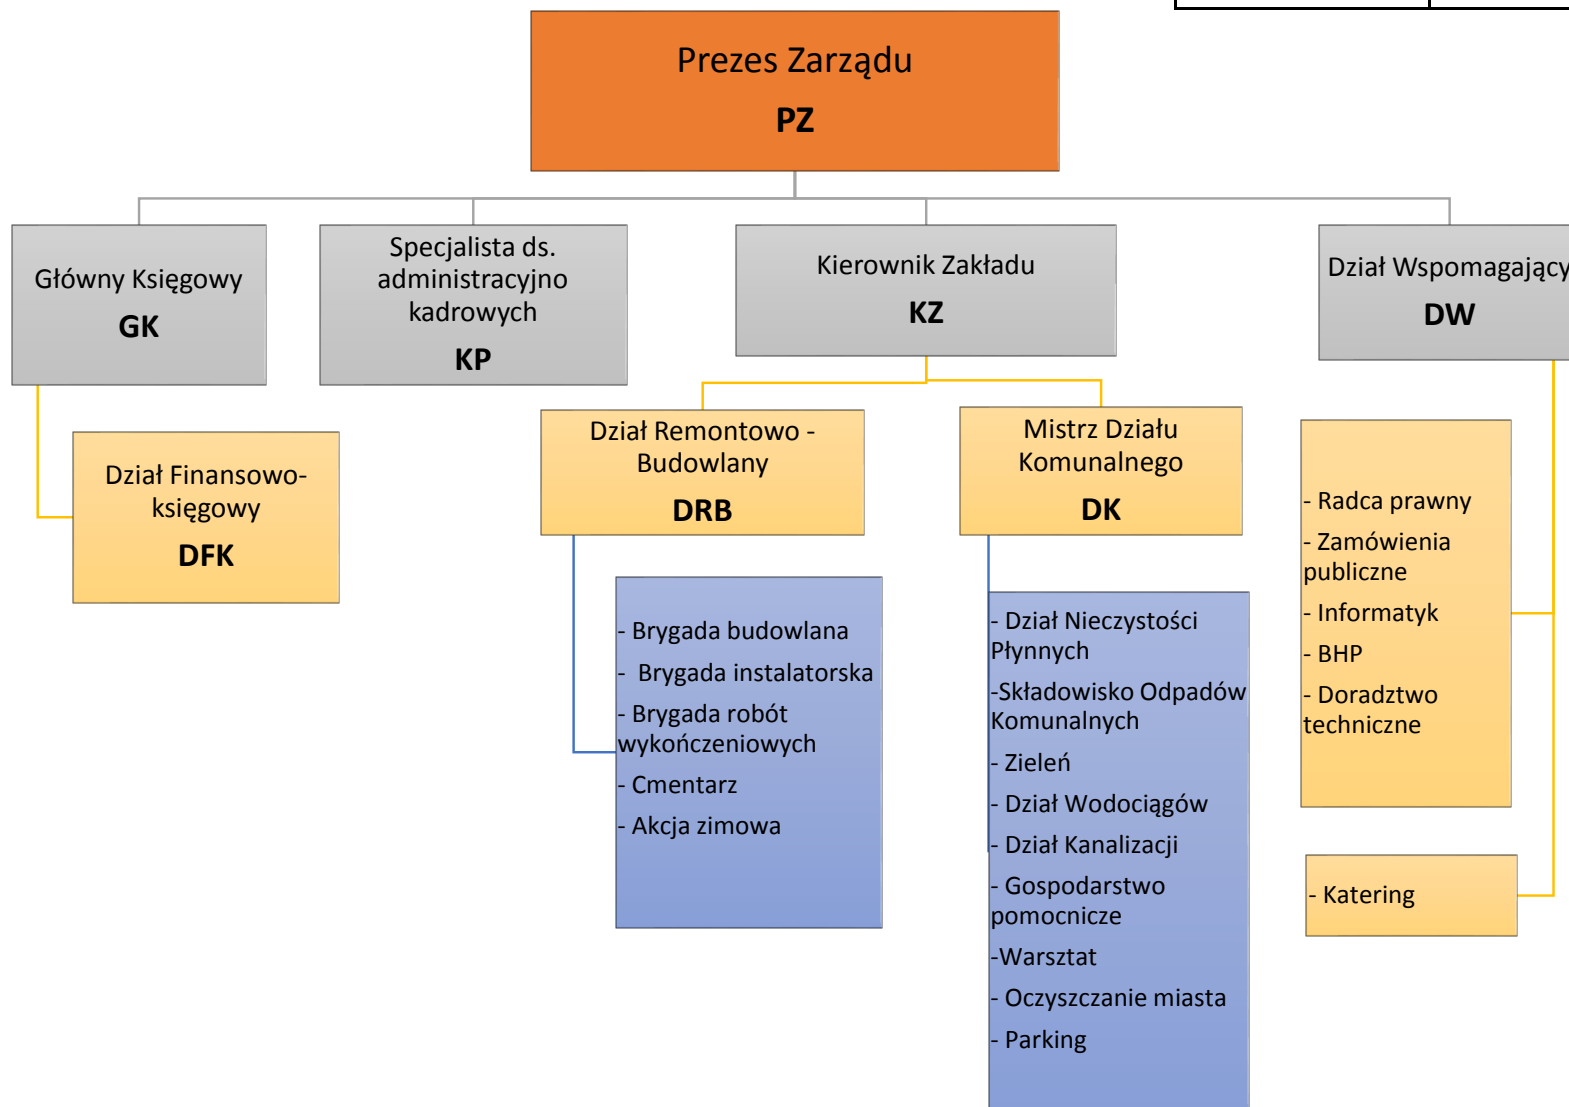 Prezes Zarządu
PZ
Główny Księgowy
GK
Specjalista ds.
administracyjno
kadrowych
KP
Kierownik Zakładu
KZ
Dział Wspomagający
DW
Dział Finansowo-
księgowy
DFK
Dział Remontowo -
Budowlany
DRB
Mistrz Działu
Komunalnego
DK
- Brygada budowlana
- Brygada instalatorska
- Brygada robót
wykończeniowych
- Cmentarz
- Akcja zimowa
- Dział Nieczystości
Płynnych
-Składowisko Odpadów
Komunalnych
- Zieleń
- Dział Wodociągów
- Dział Kanalizacji
- Gospodarstwo
pomocnicze
-Warsztat
- Oczyszczanie miasta
- Parking
- Radca prawny
- Zamówienia
publiczne
- Informatyk
- BHP
- Doradztwo
techniczne
- Katering